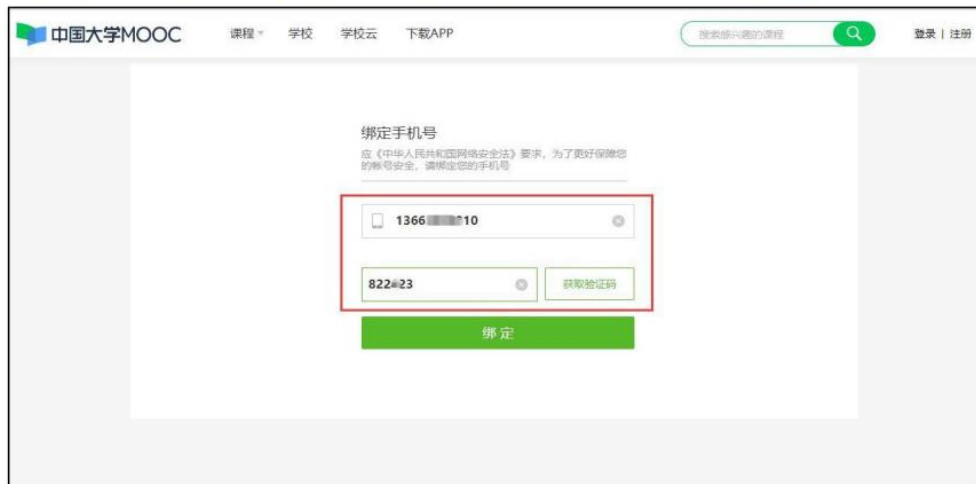 中国大学MOOC 课程 学校 学校云 下载APP 搜索感兴趣的课程 登录 | 注册
绑定手机号
应《中华人民共和国网络安全法》要求，为了更好保障您
的帐号安全，请绑定您的手机号
1366 10
822 23 获取验证码
绑 定